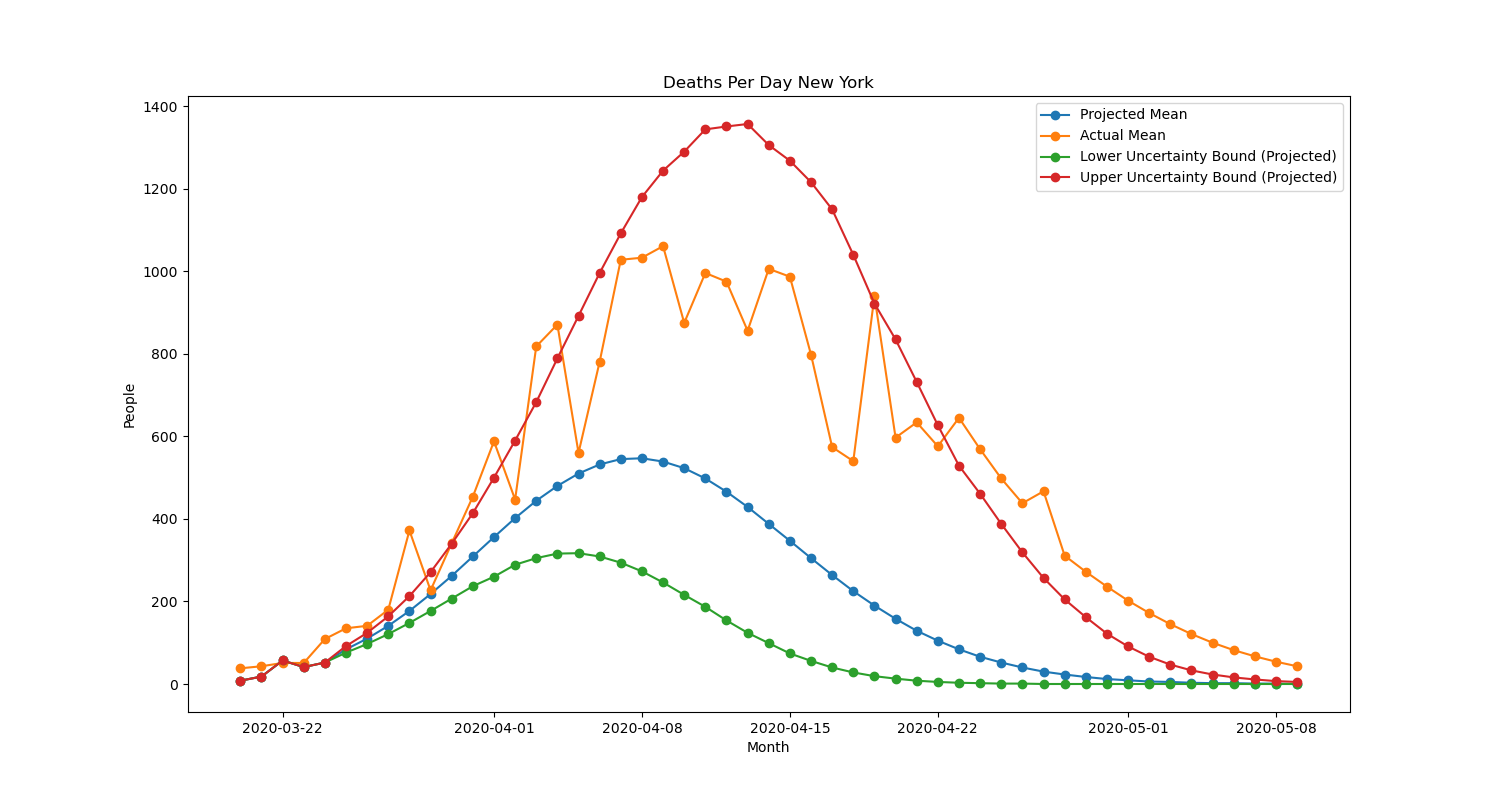 Deaths Per Day New York
1400
1200
1000
800
600
400
200
0
People
Projected Mean
Actual Mean
Lower Uncertainty Bound (Projected)
Upper Uncertainty Bound (Projected)
2020-03-22 2020-04-01 2020-04-08 2020-04-15 2020-04-22 2020-05-01 2020-05-08
Month